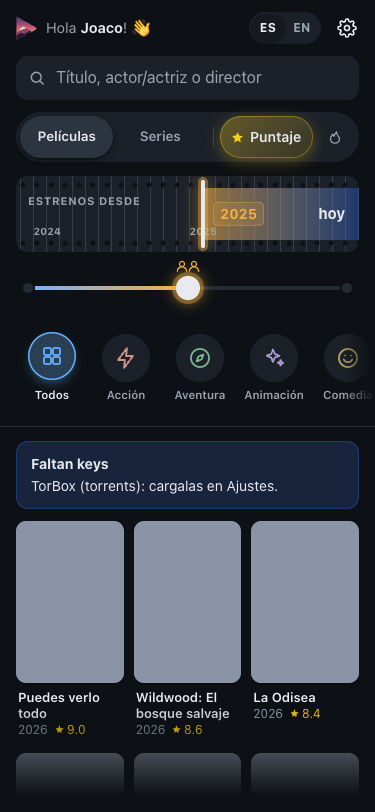 Hola Joaco! 👋
ES EN
Título, actor/actriz o director
Películas Series Puntaje
ESTRENOS DESDE
2025 hoy
2024 2025
Todos Acción Aventura Animación Comedia
Faltan keys
TorBox (torrents): cargalas en Ajustes.
Puedes verlo todo
2026 ★ 9.0
Wildwood: El bosque salvaje
2026 ★ 8.6
La Odisea
2026 ★ 8.4